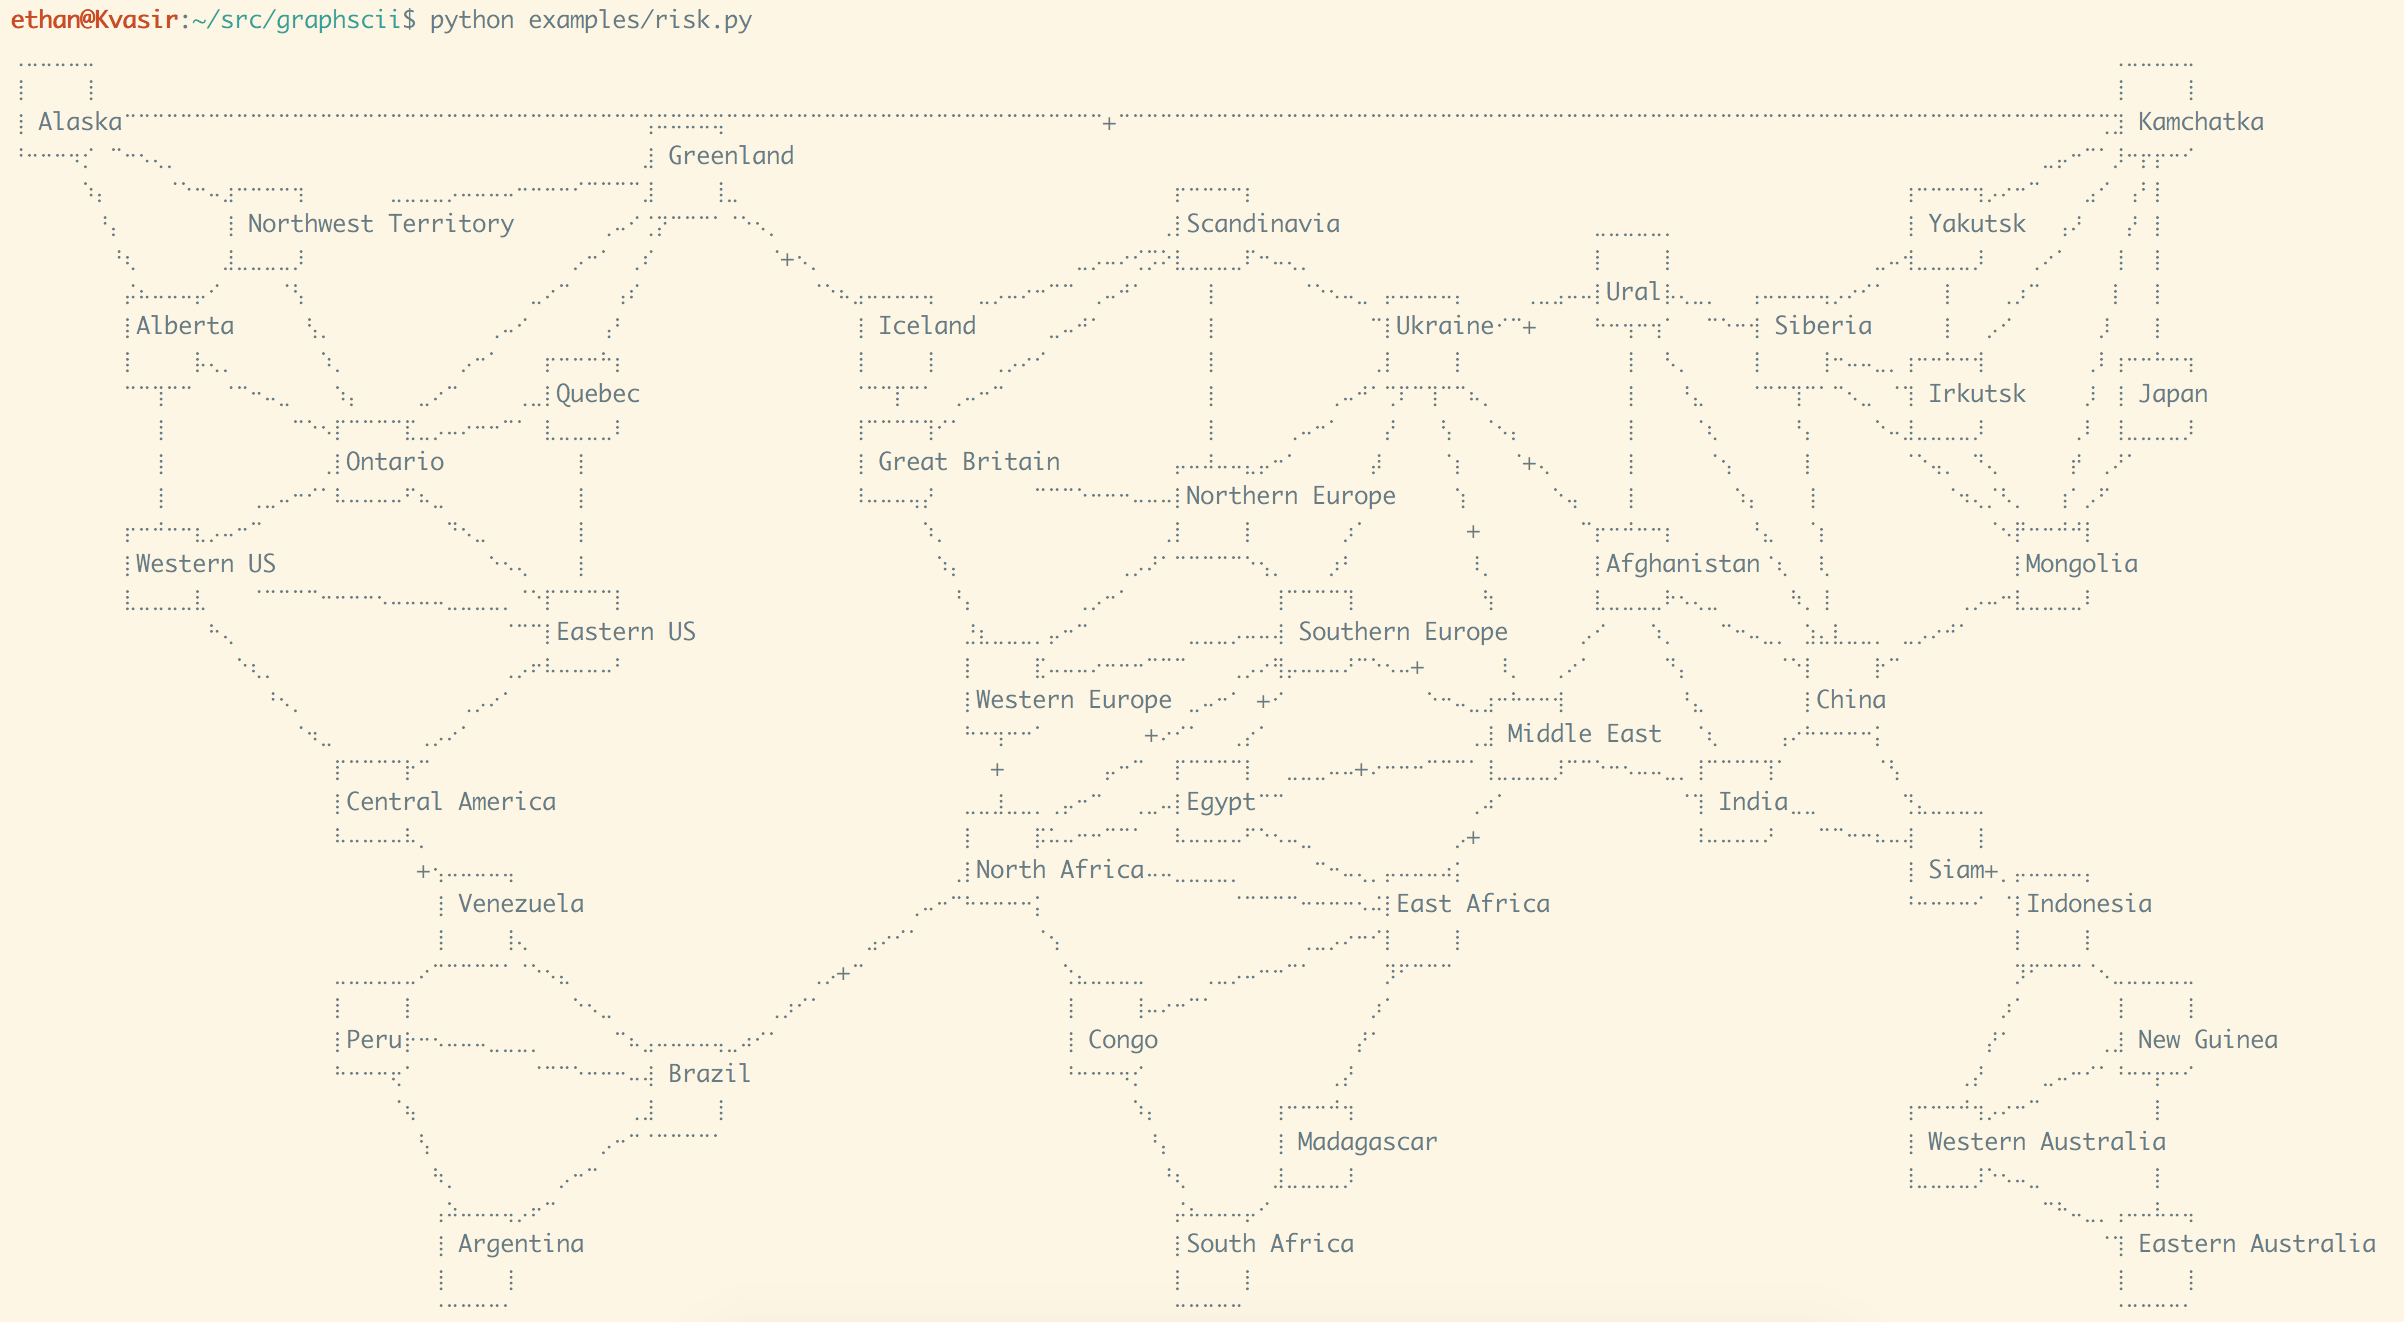 ethan@Kvasir:~/src/graphscii$ python examples/risk.py
Alaska + Kamchatka
Greenland
Northwest Territory Scandinavia Yakutsk
+
Ural
Alberta Iceland Ukraine + Siberia
Quebec Irkutsk Japan
Ontario Great Britain +
Northern Europe
+
Western US Afghanistan Mongolia
Eastern US Southern Europe
+
Western Europe + China
+ Middle East
+ +
Central America Egypt India
+
+ North Africa Siam+
Venezuela East Africa Indonesia
+
Peru Congo New Guinea
Brazil
Madagascar Western Australia
Argentina South Africa Eastern Australia